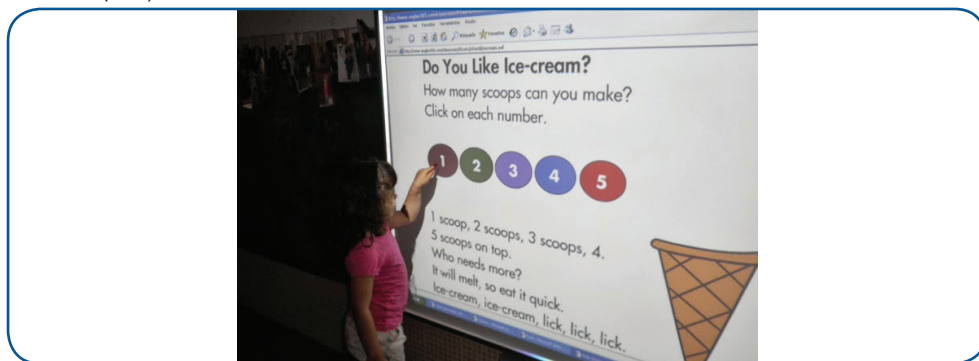 Do You Like Ice-cream?
How many scoops can you make?
Click on each number.
1 2 3 4 5
1 scoop, 2 scoops, 3 scoops, 4.
5 scoops on top.
Who needs more?
It will melt, so eat it quick.
Ice-cream, ice-cream, lick, lick, lick.